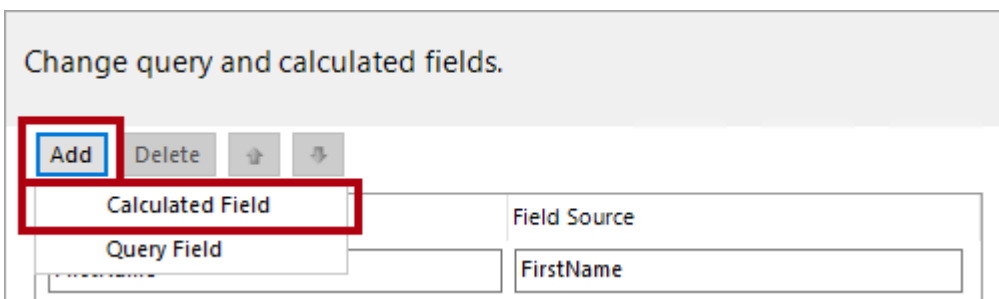 Change query and calculated fields.
Add Delete
Calculated Field
Field Source
Query Field
FirstName